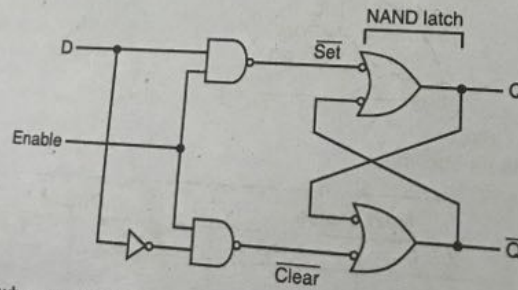 NAND latch
D
Set
Q
Enable
Clear
Q